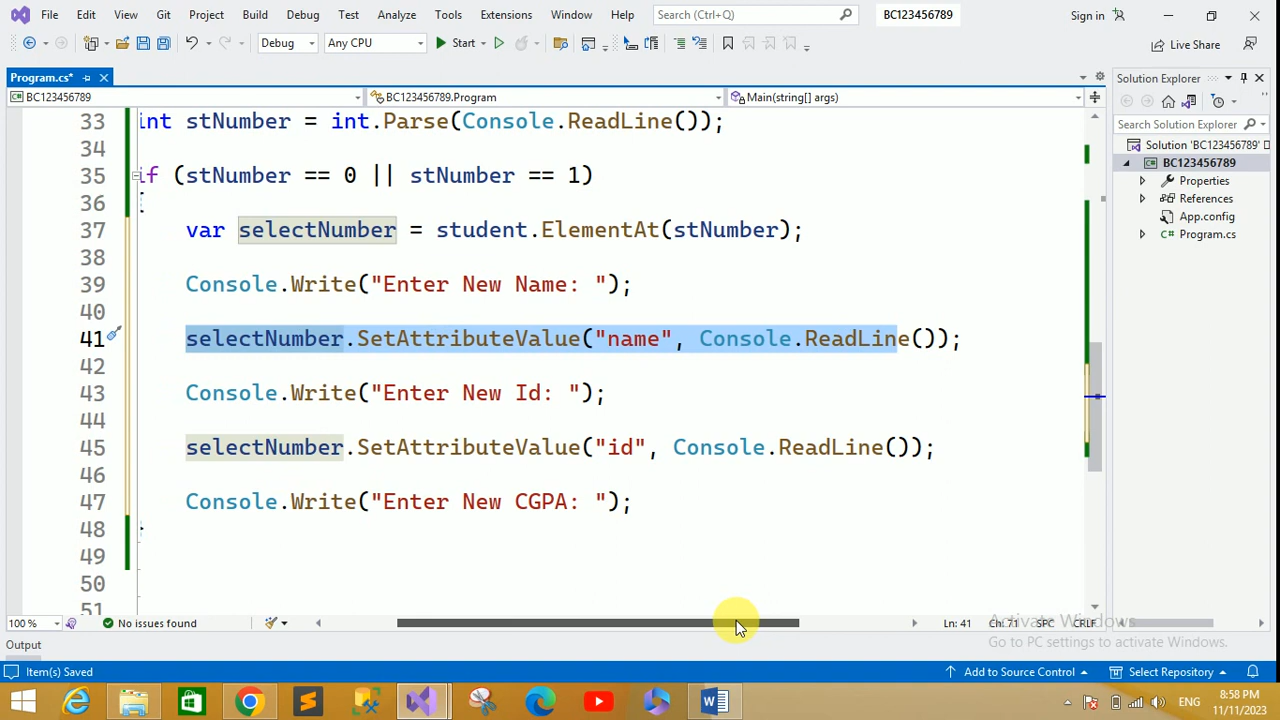 File Edit View Git Project Build Debug Test Analyze Tools Extensions Window Help Search (Ctrl+Q) BC123456789 Sign in
Debug Any CPU Start Live Share
Program.cs*
BC123456789 BC123456789.Program Main(string[] args)
33 int stNumber = int.Parse(Console.ReadLine());
34
35 if (stNumber == 0 || stNumber == 1)
36 {
37 var selectNumber = student.ElementAt(stNumber);
38
39 Console.Write("Enter New Name: ");
40
41 selectNumber.SetAttributeValue("name", Console.ReadLine());
42
43 Console.Write("Enter New Id: ");
44
45 selectNumber.SetAttributeValue("id", Console.ReadLine());
46
47 Console.Write("Enter New CGPA: ");
48 }
49
50
51
Solution Explorer
Search Solution Explorer
Solution 'BC123456789'
BC123456789
Properties
References
App.config
C# Program.cs
100 % No issues found Ln: 41 Ch: 71 SPC CRLF
Activate Windows
Go to PC settings to activate Windows.
Output
Item(s) Saved Add to Source Control Select Repository
ENG 8:58 PM
11/11/2023